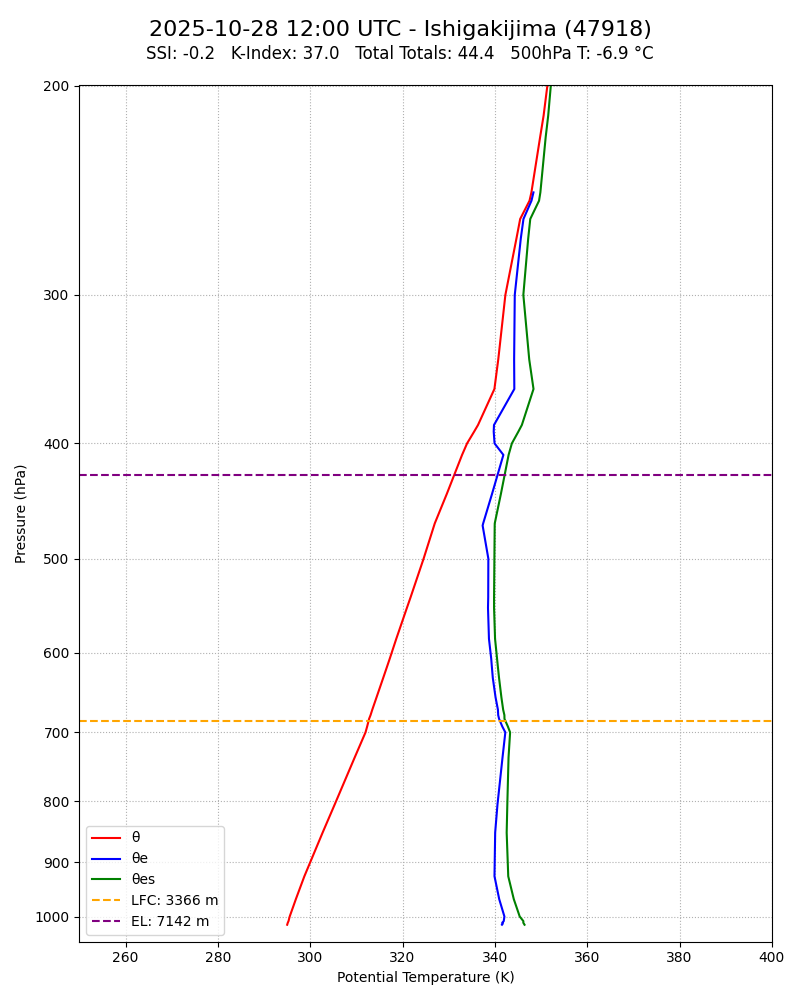 2025-10-28 12:00 UTC - Ishigakijima (47918)
SSI: -0.2 K-Index: 37.0 Total Totals: 44.4 500hPa T: -6.9 °C
200
300
400
500
600
700
800
900
1000
Pressure (hPa)
θ
θe
θes
LFC: 3366 m
EL: 7142 m
260 280 300 320 340 360 380 400
Potential Temperature (K)